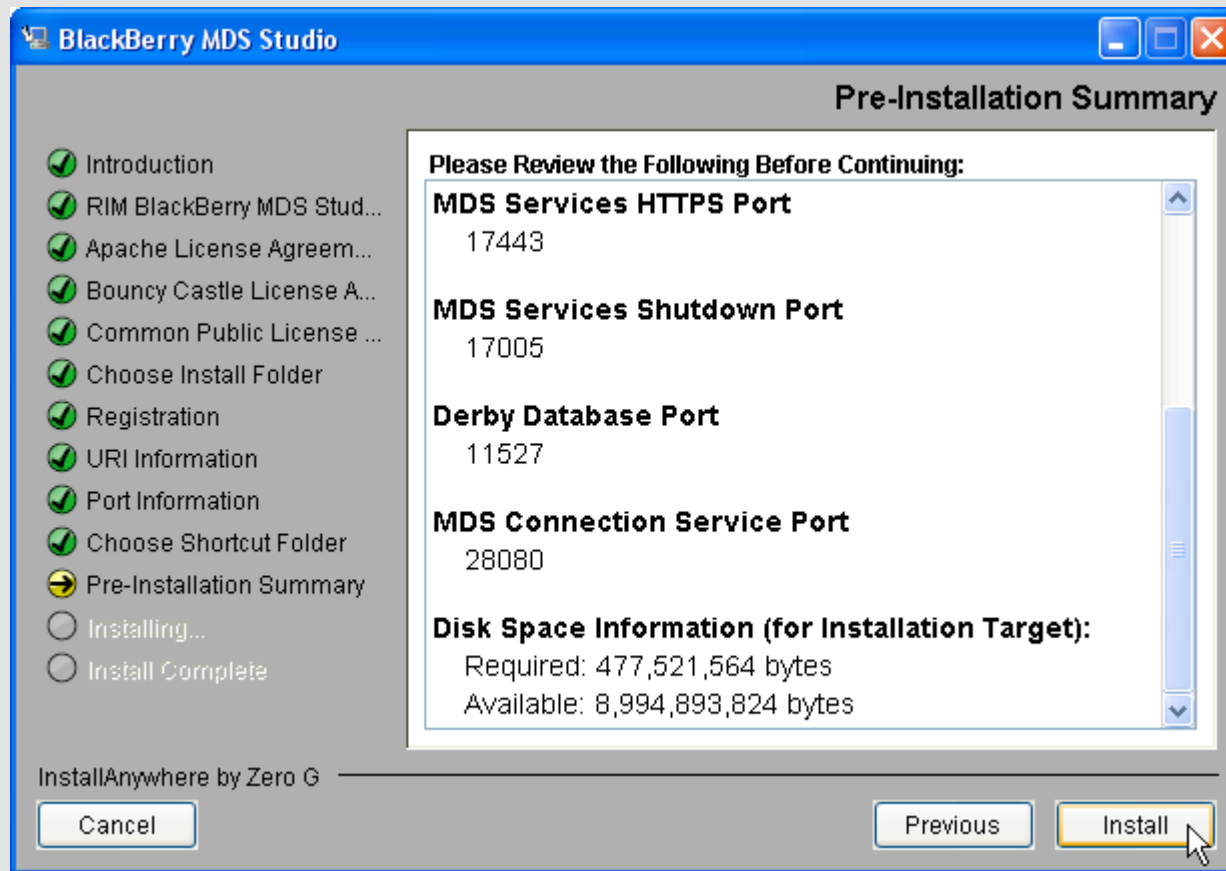 BlackBerry MDS Studio
Pre-Installation Summary
Introduction
RIM BlackBerry MDS Stud...
Apache License Agreem...
Bouncy Castle License A...
Common Public License ...
Choose Install Folder
Registration
URI Information
Port Information
Choose Shortcut Folder
Pre-Installation Summary
Installing...
Install Complete
Please Review the Following Before Continuing:
MDS Services HTTPS Port
17443
MDS Services Shutdown Port
17005
Derby Database Port
11527
MDS Connection Service Port
28080
Disk Space Information (for Installation Target):
Required: 477,521,564 bytes
Available: 8,994,893,824 bytes
InstallAnywhere by Zero G
Cancel
Previous
Install